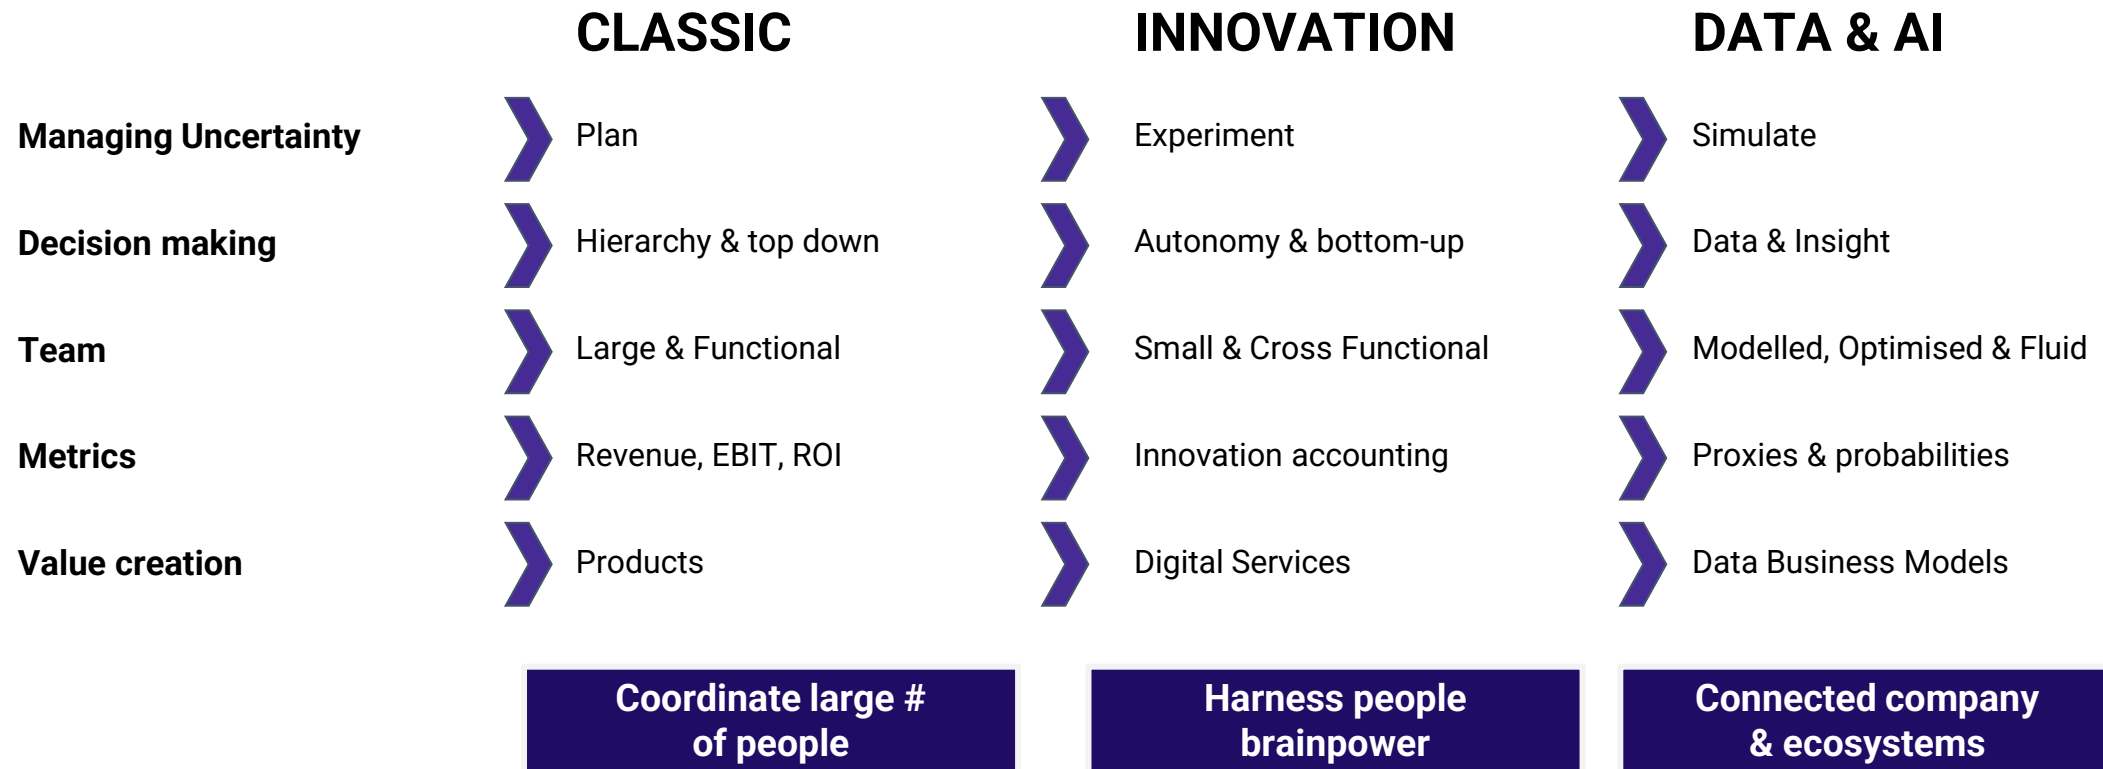 CLASSIC INNOVATION DATA & AI
Managing Uncertainty Plan Experiment Simulate
Decision making Hierarchy & top down Autonomy & bottom-up Data & Insight
Team Large & Functional Small & Cross Functional Modelled, Optimised & Fluid
Metrics Revenue, EBIT, ROI Innovation accounting Proxies & probabilities
Value creation Products Digital Services Data Business Models
Coordinate large #
of people
Harness people
brainpower
Connected company
& ecosystems